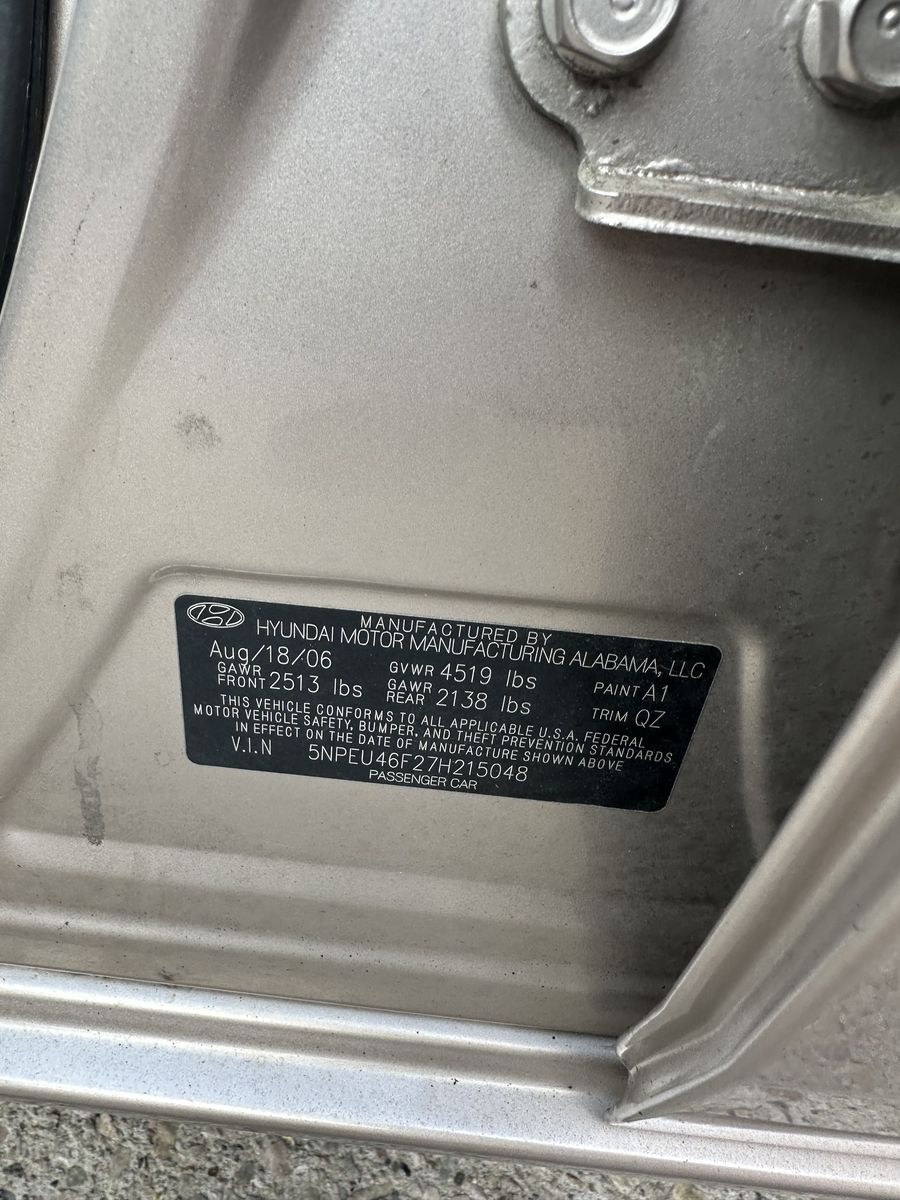 MANUFACTURED BY
HYUNDAI MOTOR MANUFACTURING ALABAMA, LLC
Aug/18/06 GVWR 4519 lbs PAINT A1
GAWR FRONT 2513 lbs GAWR REAR 2138 lbs TRIM QZ
THIS VEHICLE CONFORMS TO ALL APPLICABLE U.S.A. FEDERAL
MOTOR VEHICLE SAFETY, BUMPER, AND THEFT PREVENTION STANDARDS
IN EFFECT ON THE DATE OF MANUFACTURE SHOWN ABOVE
V.I.N 5NPEU46F27H215048
PASSENGER CAR